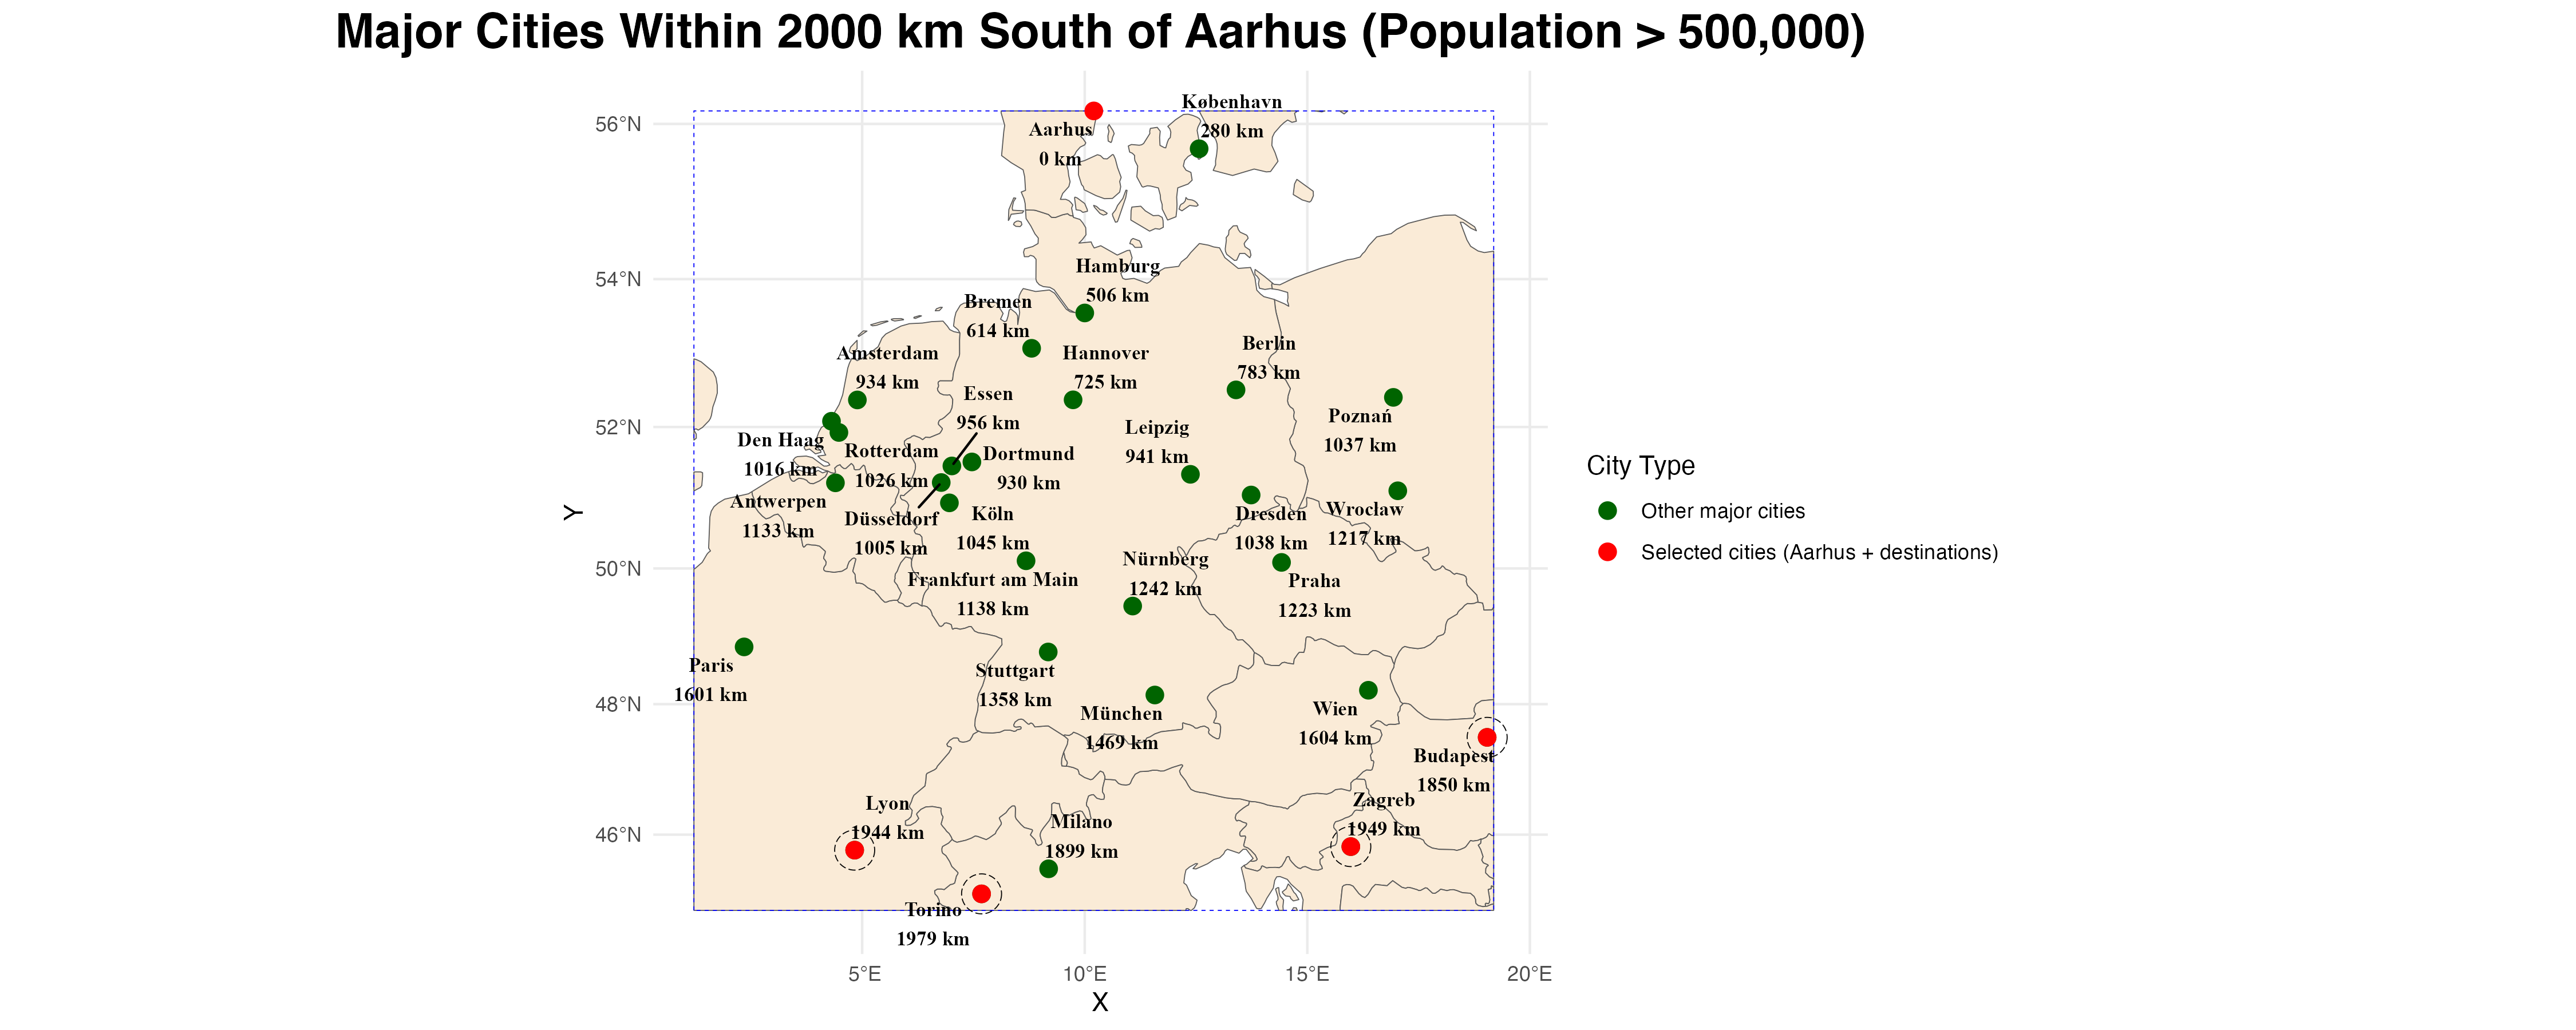 Major Cities Within 2000 km South of Aarhus (Population > 500,000)
56°N
54°N
52°N
50°N
48°N
46°N
Y
København
280 km
Aarhus
0 km
Hamburg
506 km
Bremen
614 km
Hannover
725 km
Berlin
783 km
Amsterdam
934 km
Essen
956 km
Poznań
1037 km
Leipzig
941 km
Den Haag
1016 km
Rotterdam
1026 km
Dortmund
930 km
Antwerpen
1133 km
Düsseldorf
1005 km
Köln
1045 km
Dresden
1038 km
Wrocław
1217 km
Nürnberg
1242 km
Frankfurt am Main
1138 km
Praha
1223 km
Paris
1601 km
Stuttgart
1358 km
München
1469 km
Wien
1604 km
Budapest
1850 km
Lyon
1944 km
Zagreb
1949 km
Milano
1899 km
Torino
1979 km
5°E
10°E
15°E
20°E
X
City Type
Other major cities
Selected cities (Aarhus + destinations)